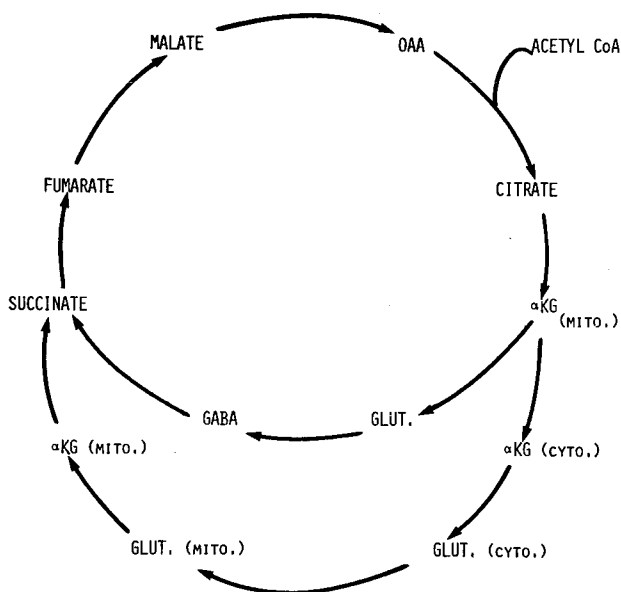 MALATE
OAA
ACETYL CoA
FUMARATE
CITRATE
SUCCINATE
αKG (MITO.)
GABA
GLUT.
αKG (MITO.)
αKG (CYTO.)
GLUT. (MITO.)
GLUT. (CYTO.)